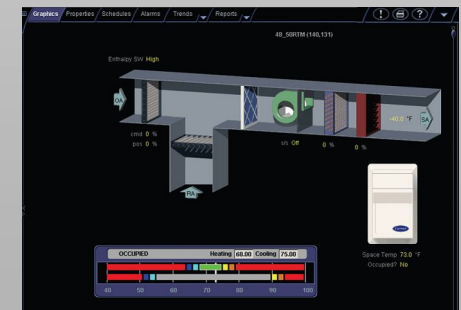 Graphics Properties Schedules Alarms Trends Reports
48_50RTM (140,131)
Enthalpy SW High
OA
-40.0 °F SA
cmd 0 %
pos 0 %
s/s Off 0 % 0 %
RA
Space Temp 73.0 °F
Occupied? No
OCCUPIED Heating 68.00 Cooling 75.00
40 50 60 70 80 90 100